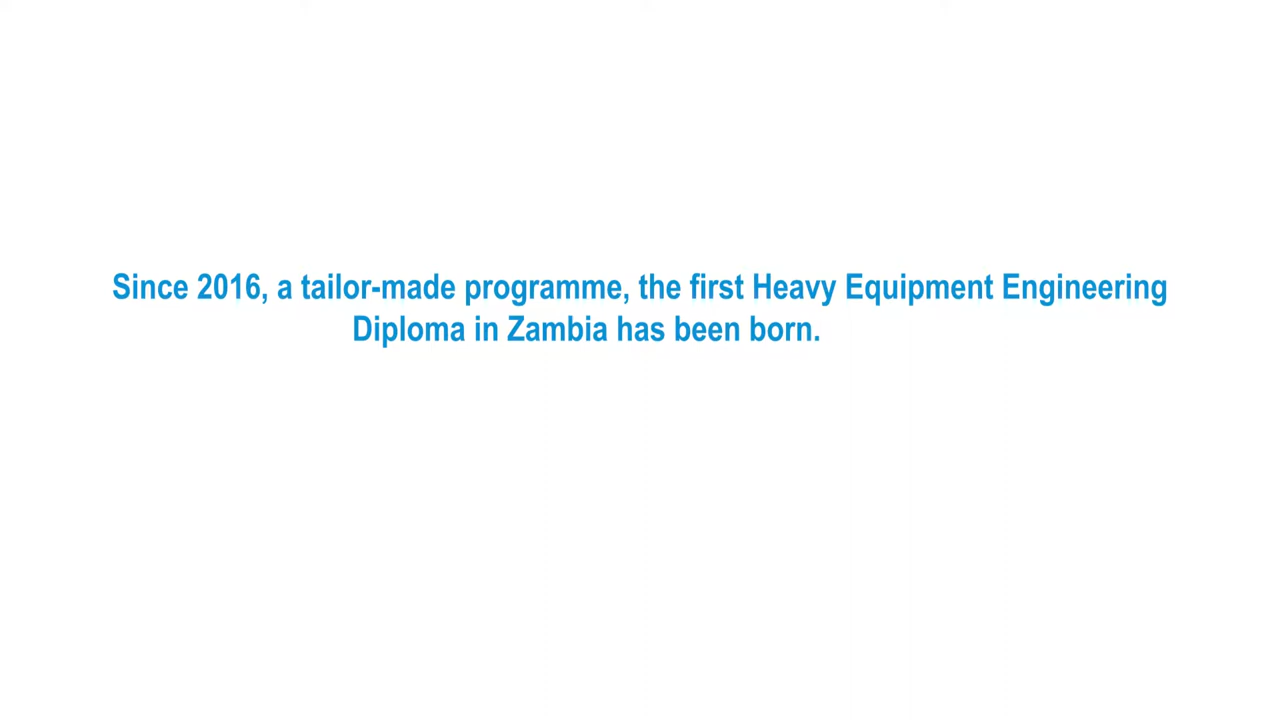 Since 2016, a tailor-made programme, the first Heavy Equipment Engineering
Diploma in Zambia has been born.